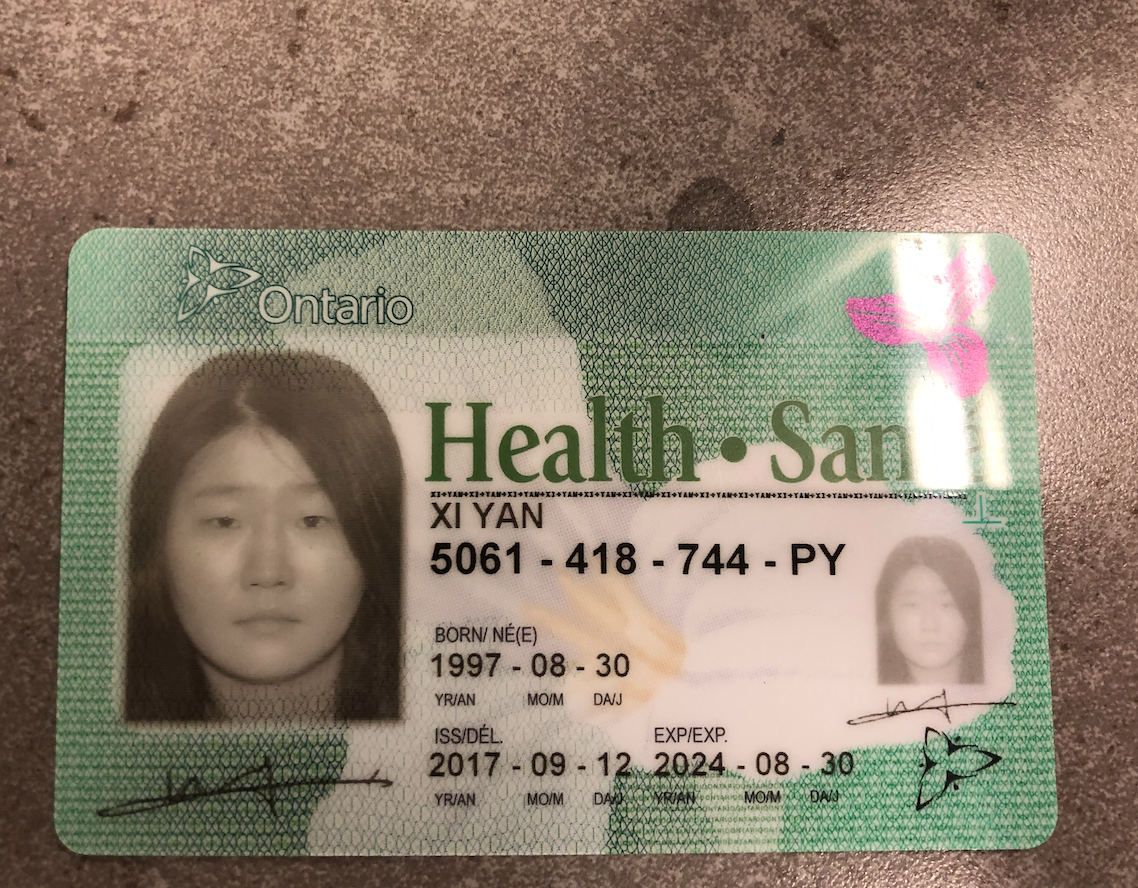 Ontario
Health • San
XI YAN
5061 - 418 - 744 - PY
BORN/ NÉ(E)
1997 - 08 - 30
YR/AN MO/M DA/J
ISS/DÉL. EXP/EXP.
2017 - 09 - 12 2024 - 08 - 30
YR/AN MO/M DA/J YR/AN MO/M DA/J